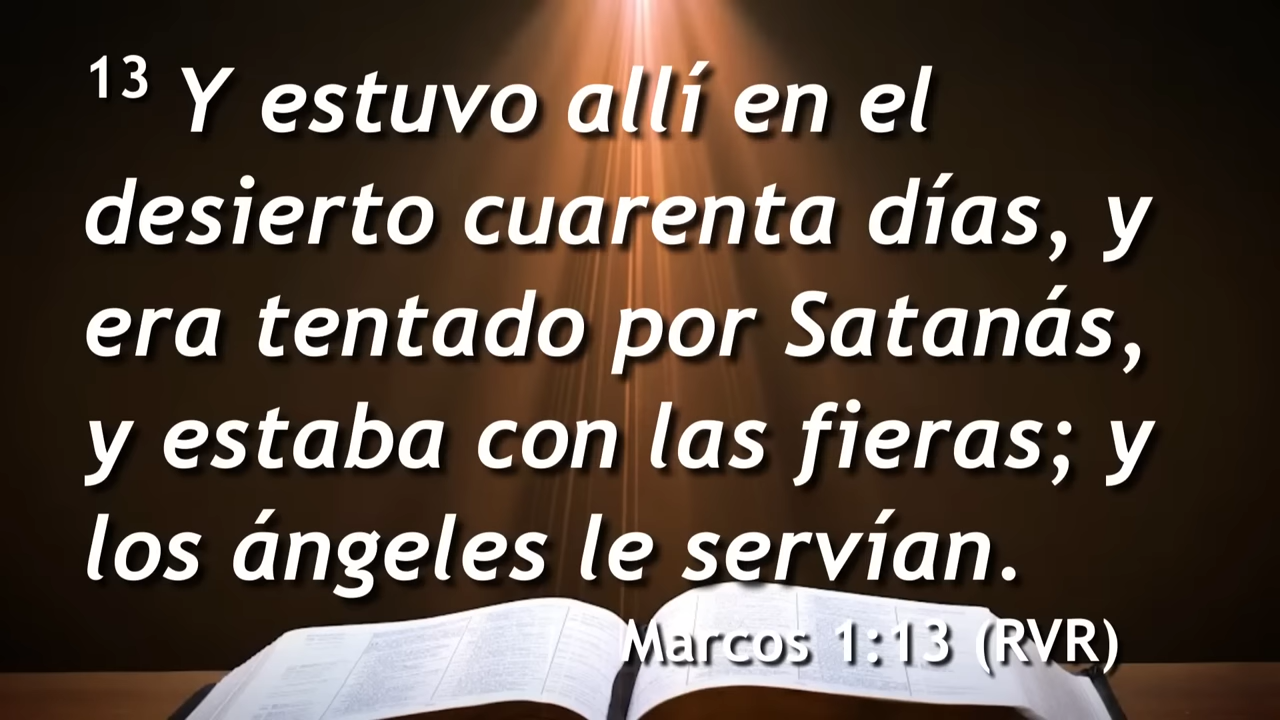 13 Y estuvo allí en el
desierto cuarenta días, y
era tentado por Satanás,
y estaba con las fieras; y
los ángeles le servían.
Marcos 1:13 (RVR)